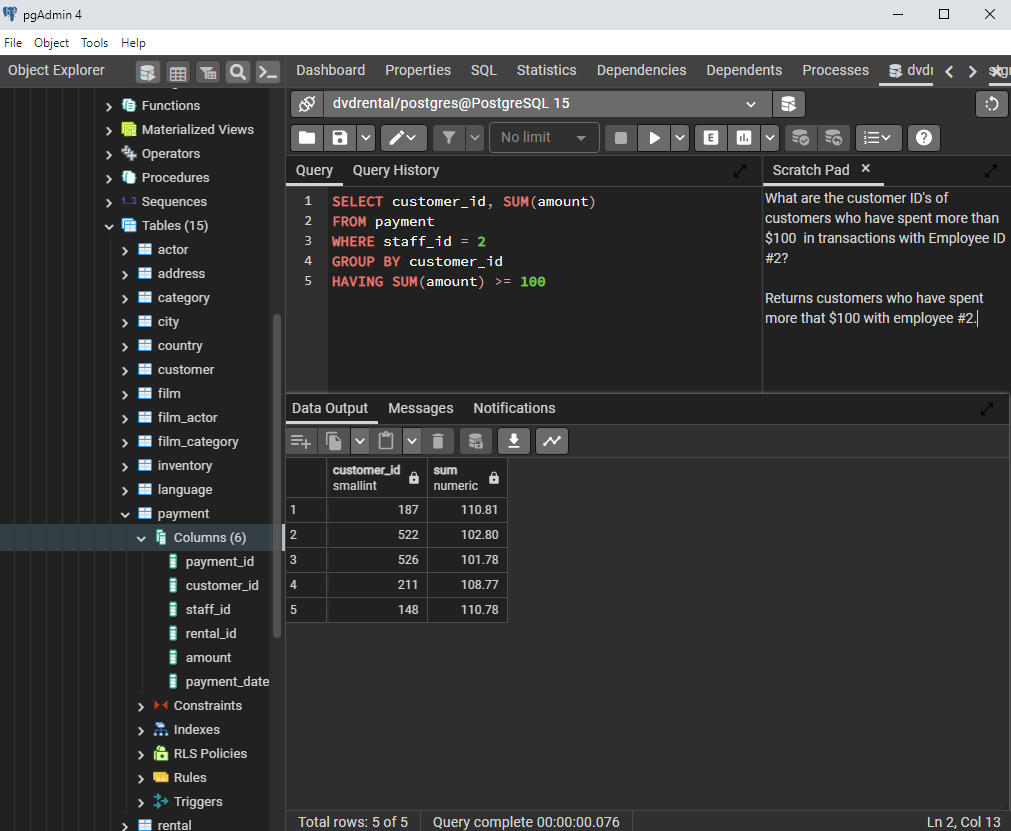 pgAdmin 4
File Object Tools Help
Object Explorer
Dashboard Properties SQL Statistics Dependencies Dependents Processes
Functions
Materialized Views
Operators
Procedures
1..3 Sequences
Tables (15)
actor
address
category
city
country
customer
film
film_actor
film_category
inventory
language
payment
Columns (6)
payment_id
customer_id
staff_id
rental_id
amount
payment_date
Constraints
Indexes
RLS Policies
Rules
Triggers
rental
dvdrental/postgres@PostgreSQL 15
No limit
E
Query Query History
1 SELECT customer_id, SUM(amount)
2 FROM payment
3 WHERE staff_id = 2
4 GROUP BY customer_id
5 HAVING SUM(amount) >= 100
Scratch Pad
What are the customer ID's of
customers who have spent more than
$100 in transactions with Employee ID
#2?
Returns customers who have spent
more that $100 with employee #2.
Data Output Messages Notifications
customer_id sum
smallint numeric
1 187 110.81
2 522 102.80
3 526 101.78
4 211 108.77
5 148 110.78
Total rows: 5 of 5 Query complete 00:00:00.076 Ln 2, Col 13